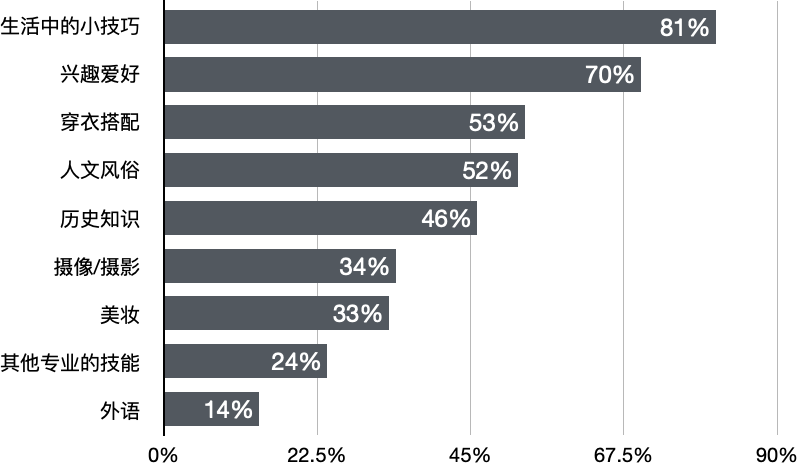 生活中的小技巧 81%
兴趣爱好 70%
穿衣搭配 53%
人文风俗 52%
历史知识 46%
摄像/摄影 34%
美妆 33%
其他专业的技能 24%
外语 14%
0% 22.5% 45% 67.5% 90%